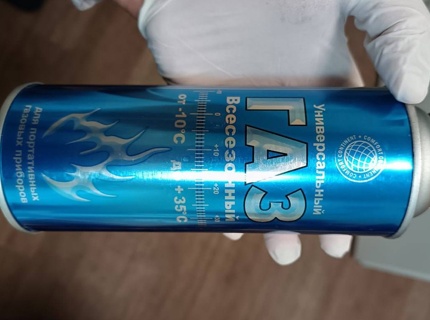 Универсальный
ГАЗ
Всесезонный
от -10°C До +35°C
Для портативных
газовых приборов